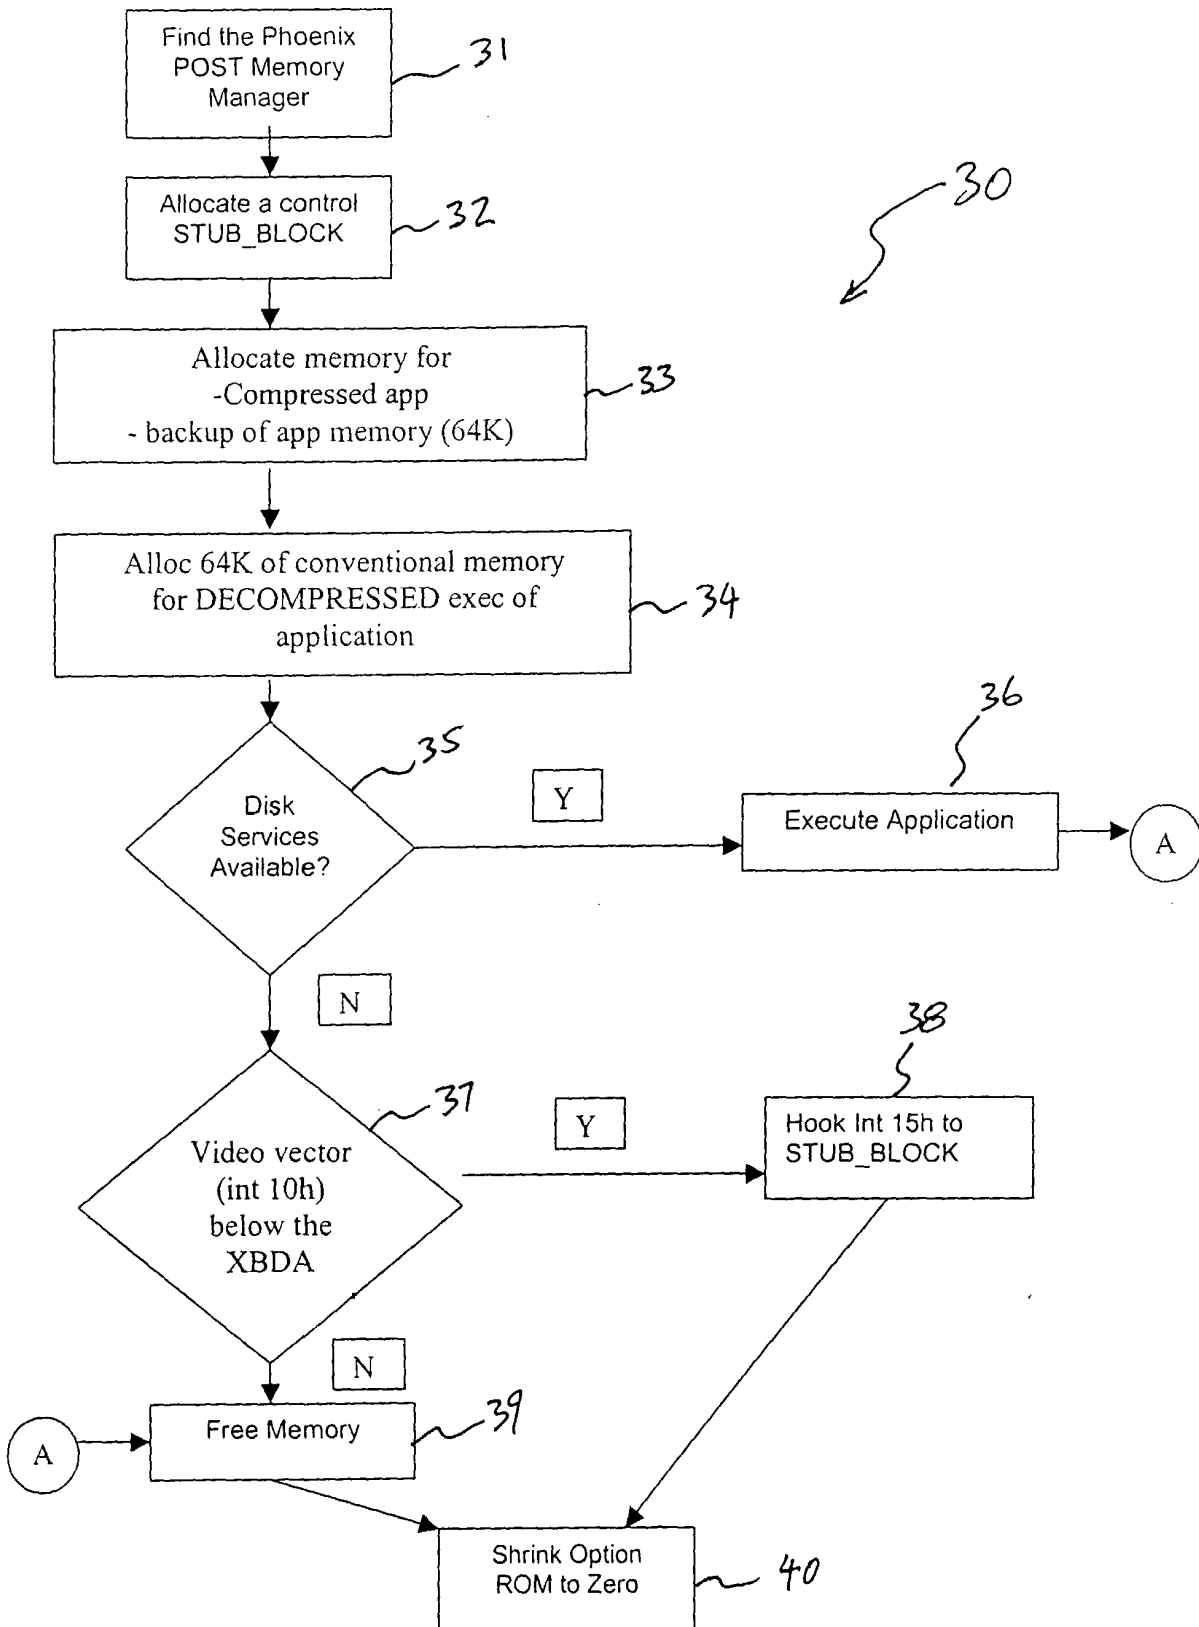 Find the Phoenix
POST Memory
Manager
31
30
Allocate a control
STUB_BLOCK
32
Allocate memory for
-Compressed app
- backup of app memory (64K)
33
Alloc 64K of conventional memory
for DECOMPRESSED exec of
application
34
35
Disk
Services
Available?
Y
36
Execute Application
A
N
37
Video vector
(int 10h)
below the
XBDA
Y
38
Hook Int 15h to
STUB_BLOCK
N
A
Free Memory
39
Shrink Option
ROM to Zero
40